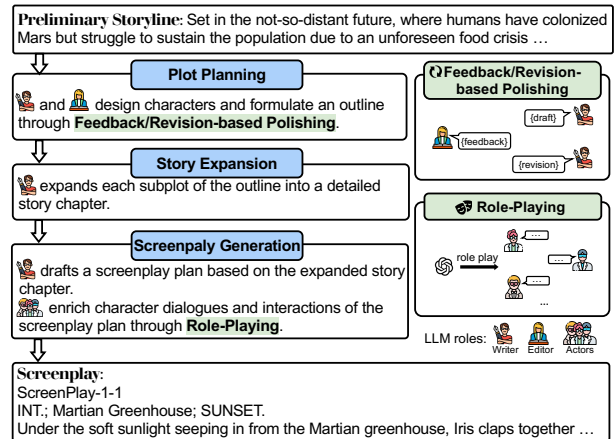 Preliminary Storyline: Set in the not-so-distant future, where humans have colonized
Mars but struggle to sustain the population due to an unforeseen food crisis ...
Plot Planning
and design characters and formulate an outline
through Feedback/Revision-based Polishing.
Story Expansion
expands each subplot of the outline into a detailed
story chapter.
Screenpaly Generation
drafts a screenplay plan based on the expanded story
chapter.
enrich character dialogues and interactions of the
screenplay plan through Role-Playing.
Feedback/Revision-
based Polishing
{draft}
{feedback}
{revision}
Role-Playing
...
role play
...
...
...
LLM roles:
Writer Editor Actors
Screenplay:
ScreenPlay-1-1
INT.; Martian Greenhouse; SUNSET.
Under the soft sunlight seeping in from the Martian greenhouse, Iris claps together ...